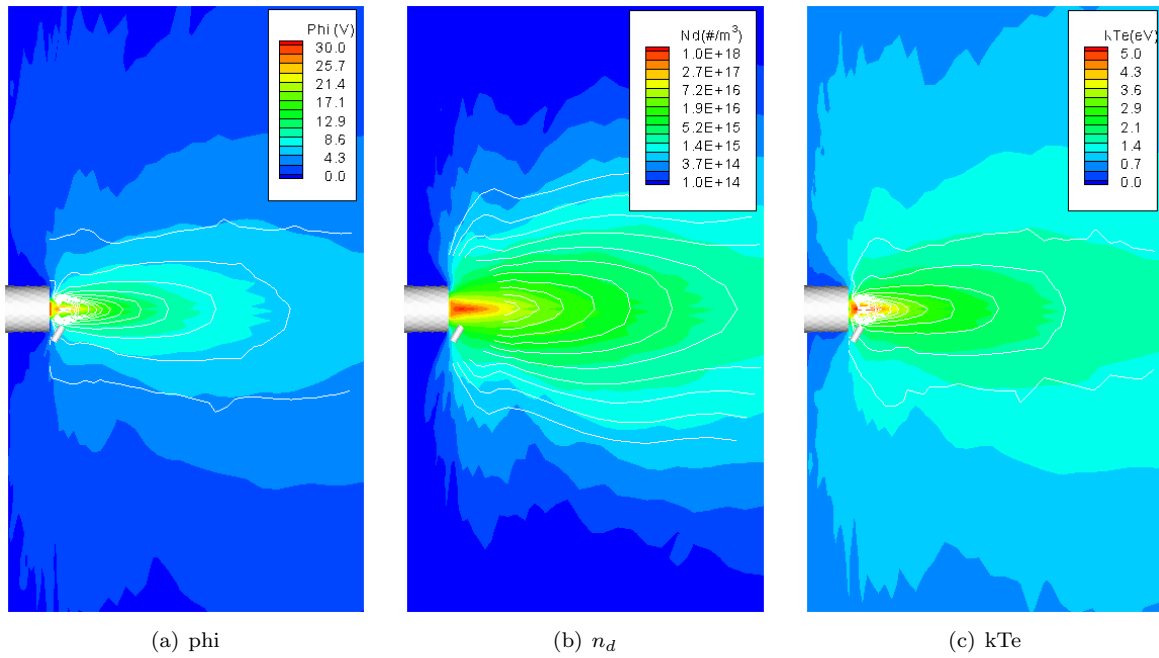 Phi (V)
30.0
25.7
21.4
17.1
12.9
8.6
4.3
0.0
Nd(#/m³)
1.0E+18
2.7E+17
7.2E+16
1.9E+16
5.2E+15
1.4E+15
3.7E+14
1.0E+14
kTe(eV)
5.0
4.3
3.6
2.9
2.1
1.4
0.7
0.0
(a) phi
(b) n_d
(c) kTe